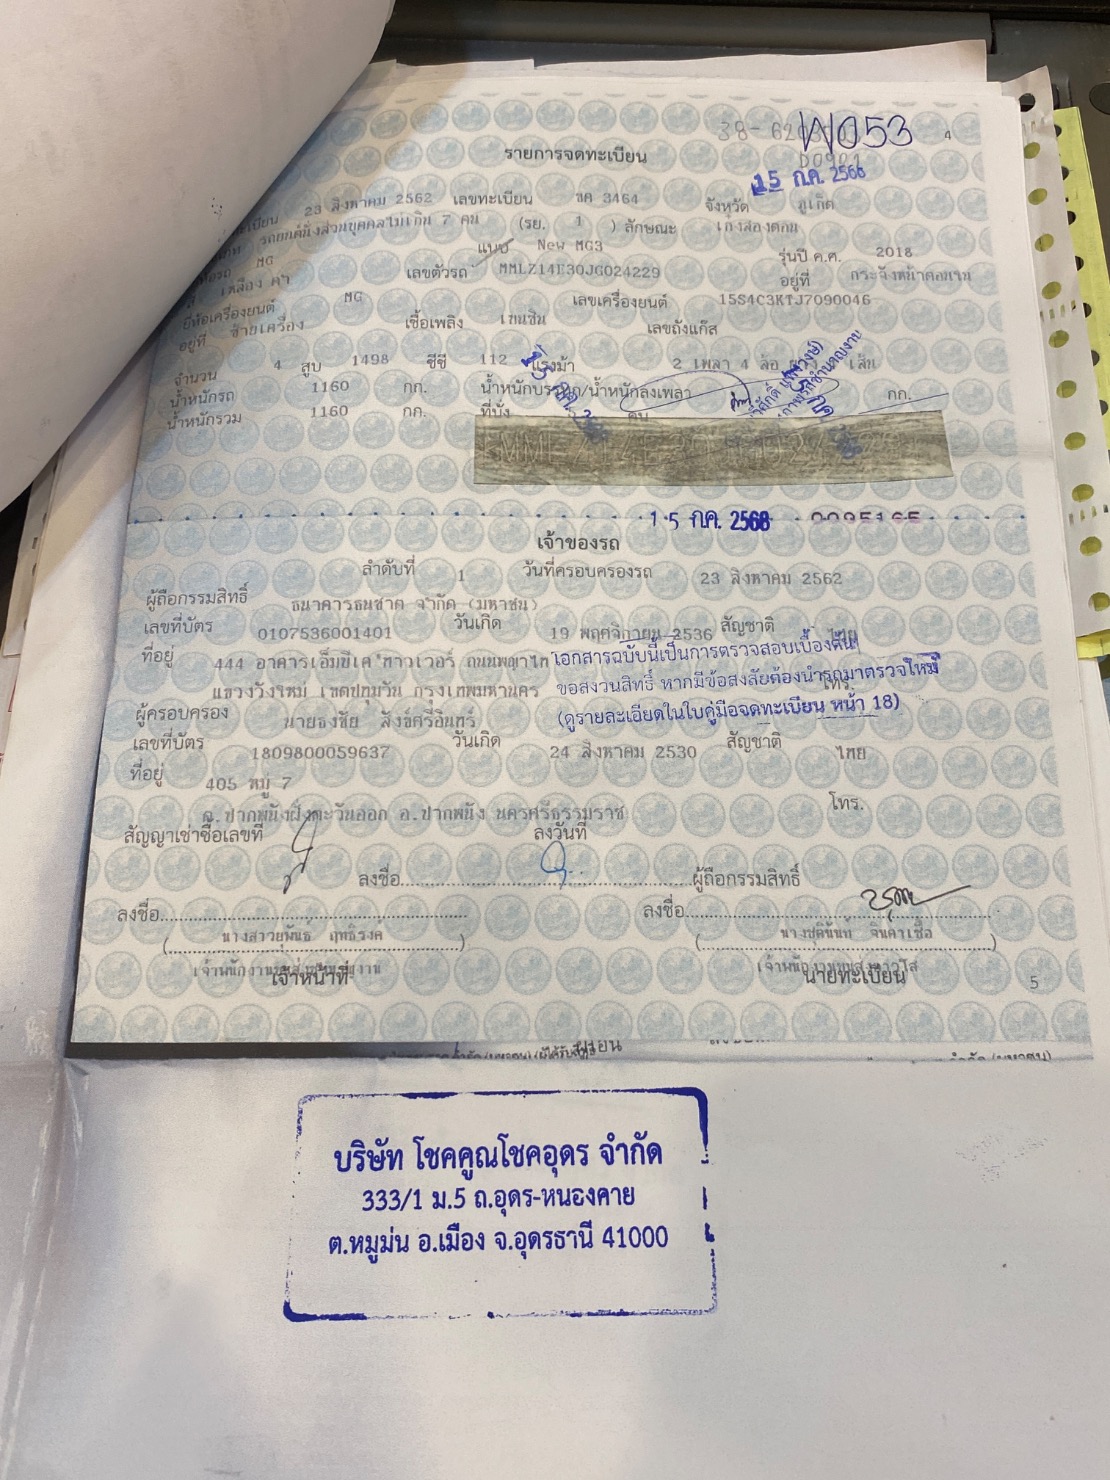 W053
38-620
4
รายการจดทะเบียน
15 ก.ค. 2568
23 สิงหาคม 2562 เลขทะเบียน ขค 3464 จังหวัด ภูเก็ต
รถยนต์นั่งส่วนบุคคลไม่เกิน 7 คน (รย. 1 ) ลักษณะ เก๋งสองตอน
MG แบบ New MG3 รุ่นปี ค.ศ. 2018
เลขตัวรถ MMLZ14E30JG024229 อยู่ที่ กระจังหน้าคอนวน
ยี่ห้อเครื่องยนต์ MG เลขเครื่องยนต์ 15S4C3KTJ7090046
อยู่ที่ ซ้ายเครื่อง เชื้อเพลิง เบนซิน เลขถังแก๊ส
จำนวน 4 สูบ 1498 ซีซี 112 แรงม้า 2 เพลา 4 ล้อ เส้น
น้ำหนักรถ 1160 กก. น้ำหนักบรรทุก/น้ำหนักลงเพลา กก.
น้ำหนักรวม 1160 กก. ที่นั่ง คน
15 ก.ค. 2568
เจ้าของรถ
ลำดับที่ 1 วันที่ครอบครองรถ 23 สิงหาคม 2562
ผู้ถือกรรมสิทธิ์ ธนาคารธนชาต จำกัด (มหาชน)
เลขที่บัตร 0107536001401 วันเกิด 19 พฤศจิกายน 2536 สัญชาติ ไทย
ที่อยู่ 444 อาคารเอ็มบีเค ทาวเวอร์ ถนนพญาไท
เอกสารฉบับนี้เป็นการตรวจสอบเบื้องต้น
แขวงวังใหม่ เขตปทุมวัน กรุงเทพมหานคร โทร.
ขอสงวนสิทธิ์ หากมีข้อสงสัยต้องนำรถมาตรวจใหม่
(ดูรายละเอียดในใบคู่มือจดทะเบียน หน้า 18)
ผู้ครอบครอง นายธงชัย สังข์ศรีอินทร์
เลขที่บัตร 1809800059637 วันเกิด 24 สิงหาคม 2530 สัญชาติ ไทย
ที่อยู่ 405 หมู่ 7
ต.ปากพนังฝั่งตะวันออก อ.ปากพนัง นครศรีธรรมราช โทร.
สัญญาเช่าซื้อเลขที่ ลงวันที่
ลงชื่อ ผู้ถือกรรมสิทธิ์
ลงชื่อ ลงชื่อ
เจ้าหน้าที่ นายทะเบียน
5
บริษัท โชคคูณโชคอุดร จำกัด
333/1 ม.5 ถ.อุดร-หนองคาย
ต.หมูม่น อ.เมือง จ.อุดรธานี 41000